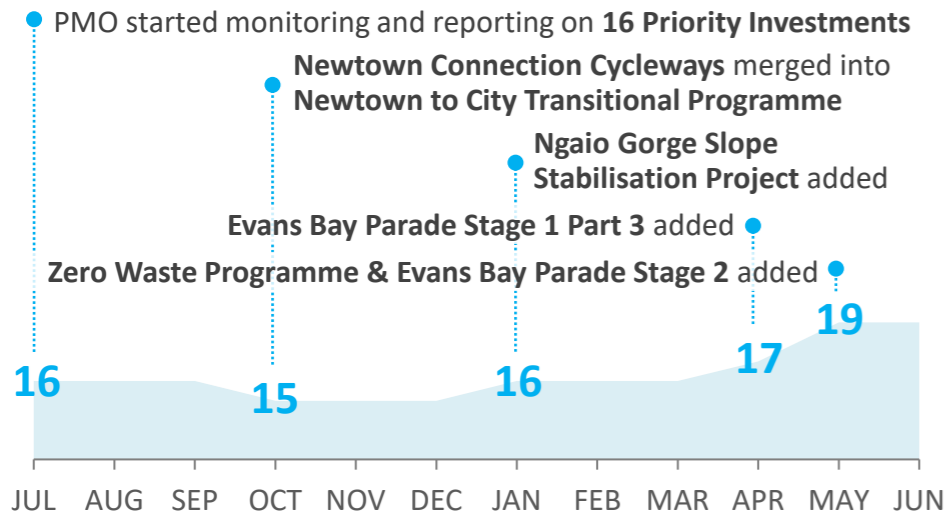 PMO started monitoring and reporting on 16 Priority Investments
Newtown Connection Cycleways merged into
Newtown to City Transitional Programme
Ngaio Gorge Slope
Stabilisation Project added
Evans Bay Parade Stage 1 Part 3 added
Zero Waste Programme & Evans Bay Parade Stage 2 added
16
15
16
17
19
JUL AUG SEP OCT NOV DEC JAN FEB MAR APR MAY JUN